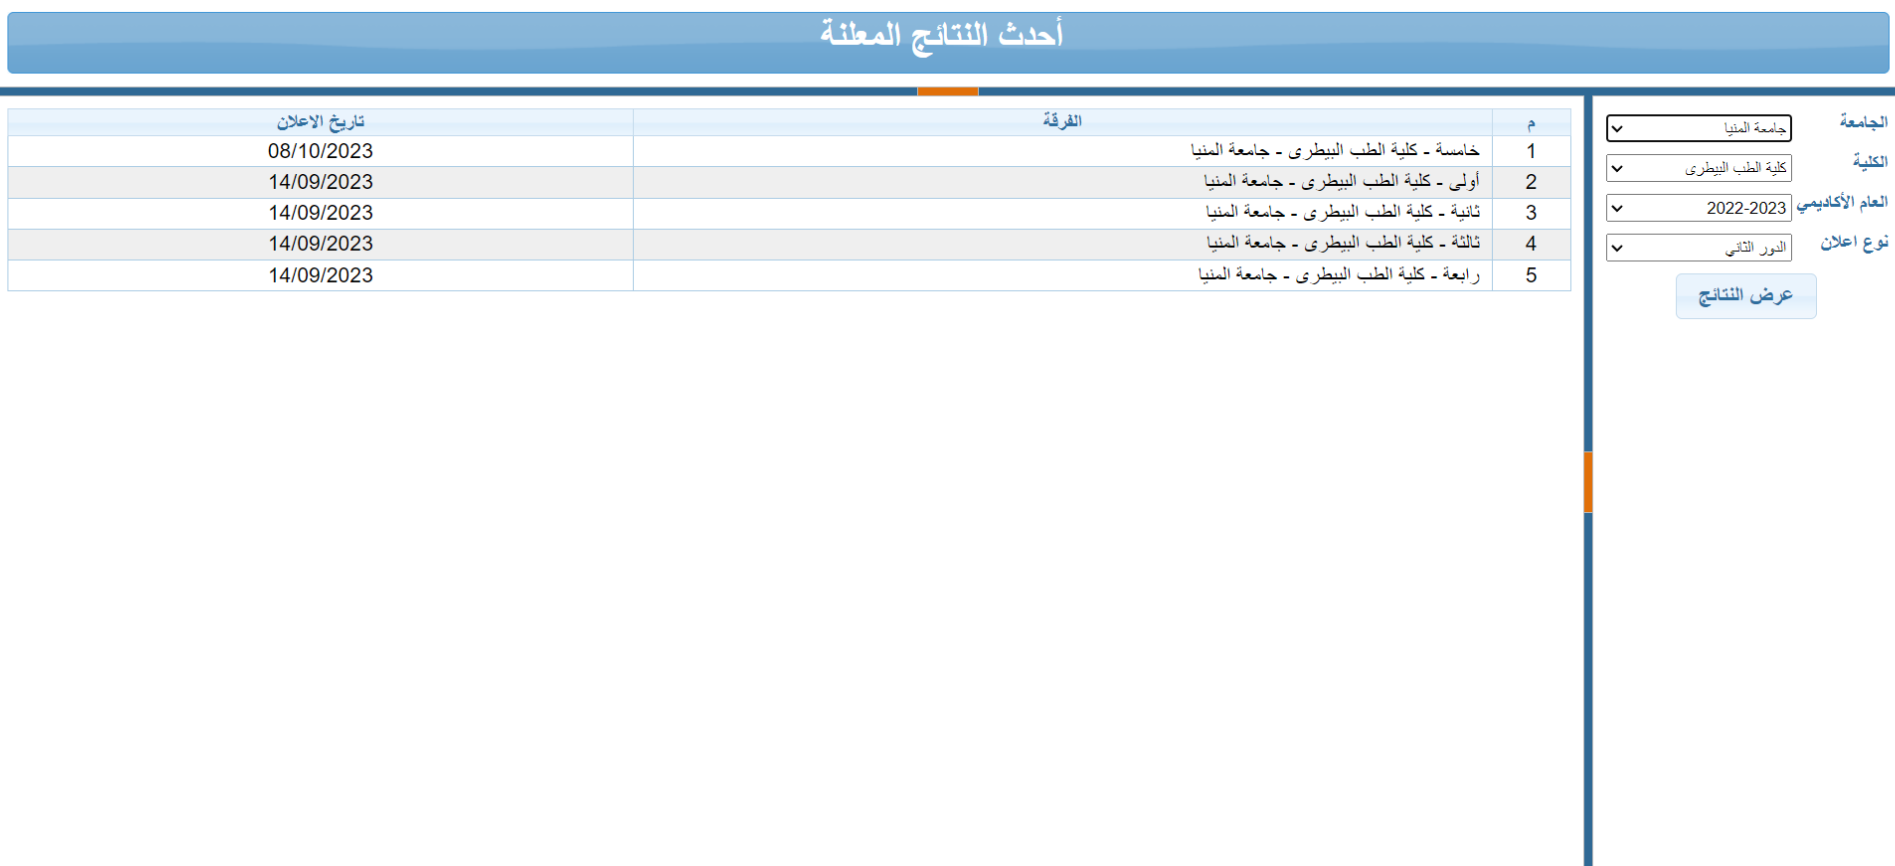 أحدث النتائج المعلنة
الجامعة جامعة المنيا
الكلية كلية الطب البيطرى
العام الأكاديمي 2022-2023
نوع اعلان الدور الثاني
عرض النتائج
م الفرقة تاريخ الاعلان
1 خامسة - كلية الطب البيطرى - جامعة المنيا 08/10/2023
2 أولى - كلية الطب البيطرى - جامعة المنيا 14/09/2023
3 ثانية - كلية الطب البيطرى - جامعة المنيا 14/09/2023
4 ثالثة - كلية الطب البيطرى - جامعة المنيا 14/09/2023
5 رابعة - كلية الطب البيطرى - جامعة المنيا 14/09/2023